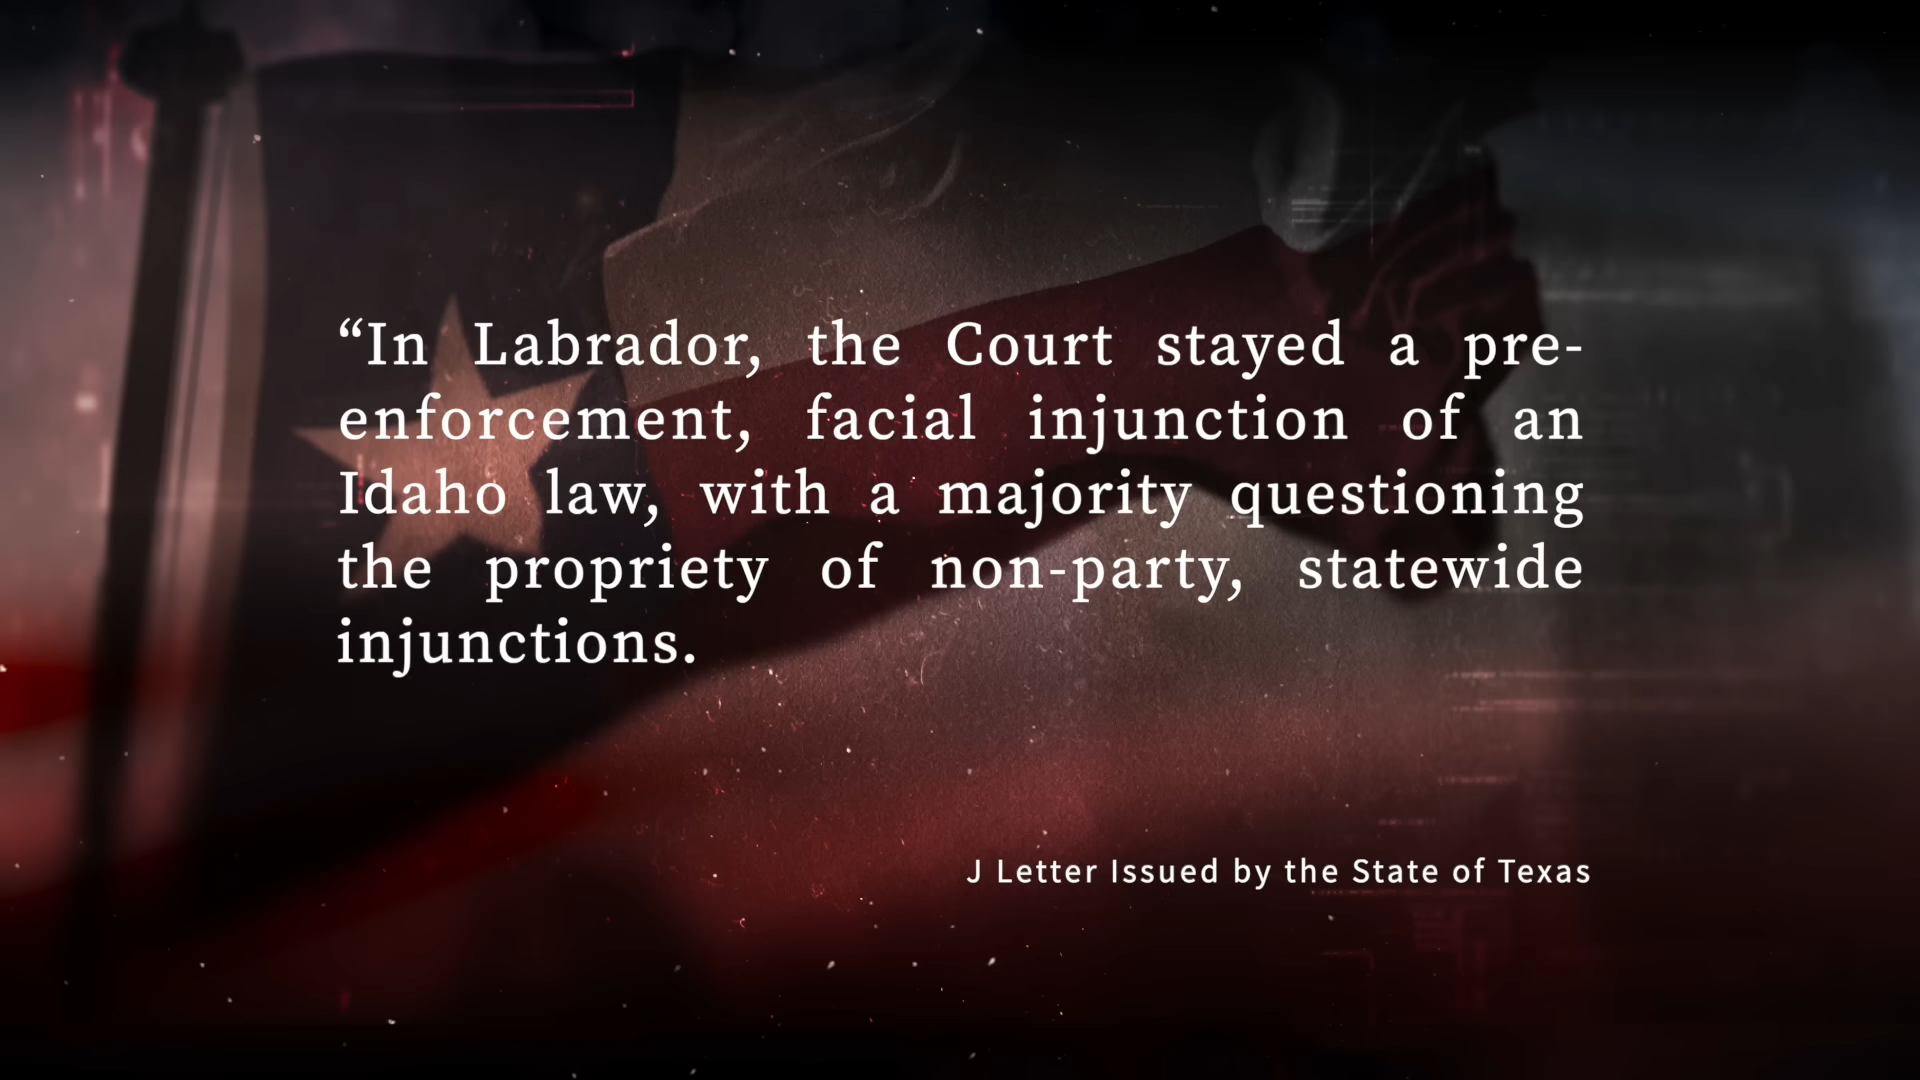 “In Labrador, the Court stayed a pre-
enforcement, facial injunction of an
Idaho law, with a majority questioning
the propriety of non-party, statewide
injunctions.
J Letter Issued by the State of Texas